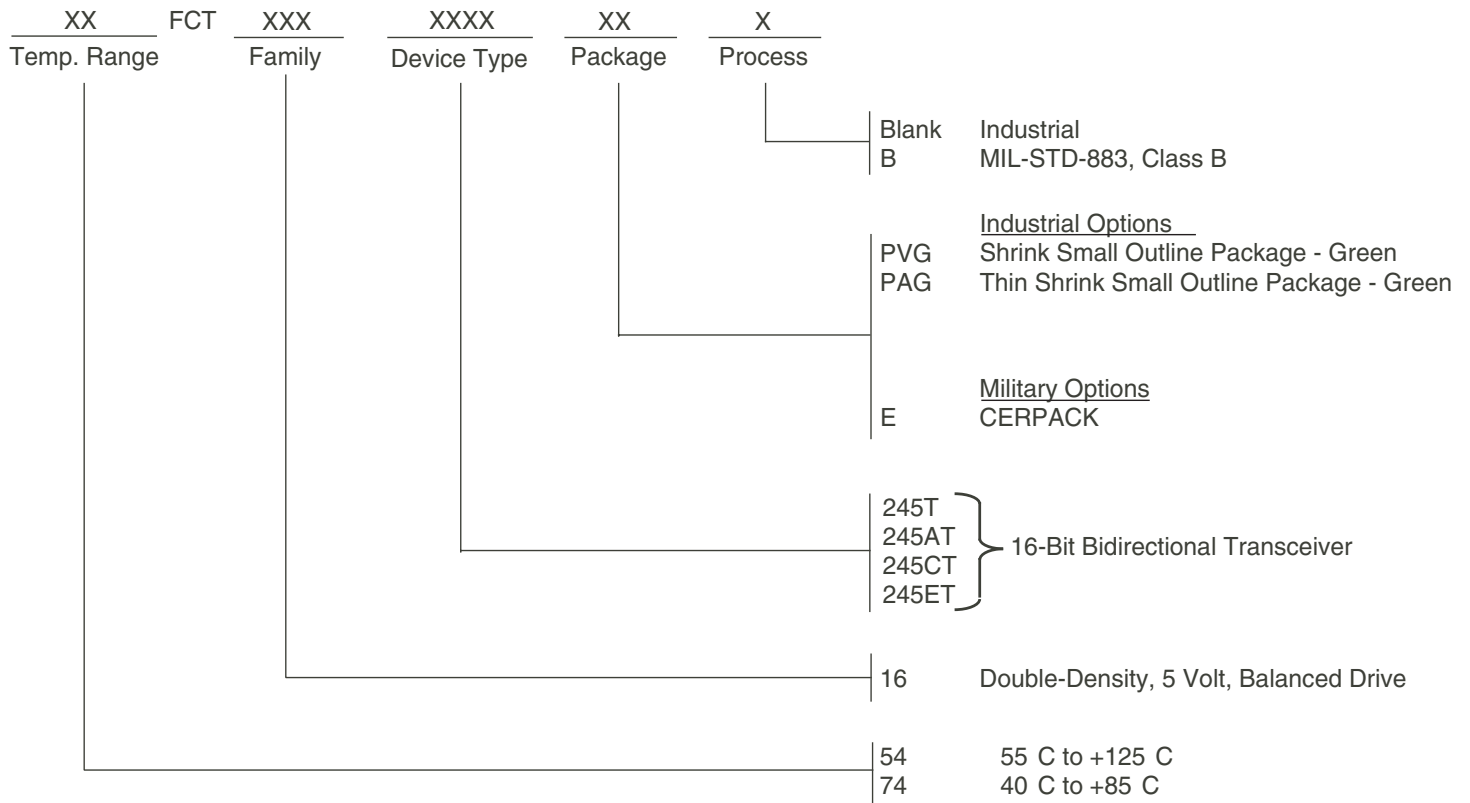 XX FCT XXX XXXX XX X
Temp. Range Family Device Type Package Process
Blank Industrial
B MIL-STD-883, Class B
Industrial Options
PVG Shrink Small Outline Package - Green
PAG Thin Shrink Small Outline Package - Green
Military Options
E CERPACK
245T
245AT
245CT
245ET
16-Bit Bidirectional Transceiver
16 Double-Density, 5 Volt, Balanced Drive
54 55 C to +125 C
74 40 C to +85 C